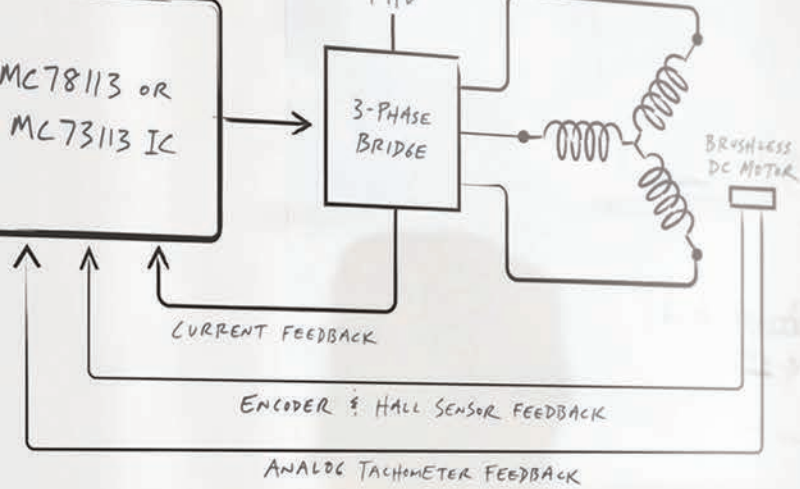 MC78113 OR
MC73113 IC
3-PHASE
BRIDGE
BRUSHLESS
DC MOTOR
CURRENT FEEDBACK
ENCODER & HALL SENSOR FEEDBACK
ANALOG TACHOMETER FEEDBACK